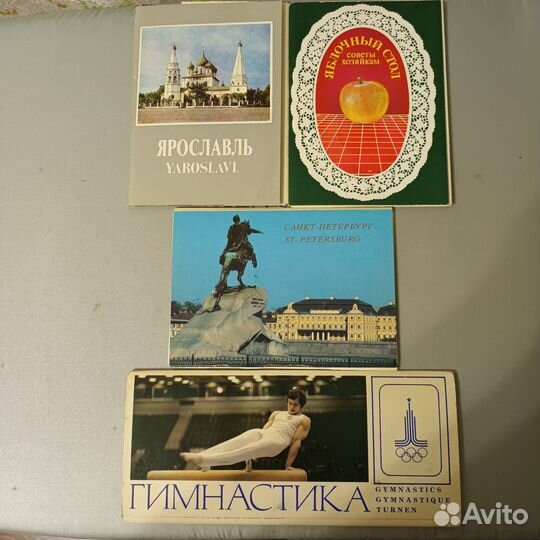 ЯРОСЛАВЛЬ
YAROSLAVL
ЯБЛОЧНЫЙ СТОЛ
советы
хозяйкам
САНКТ-ПЕТЕРБУРГ
ST. PETERSBURG
ГИМНАСТИКА
GYMNASTICS
GYMNASTIQUE
TURNEN
Avito